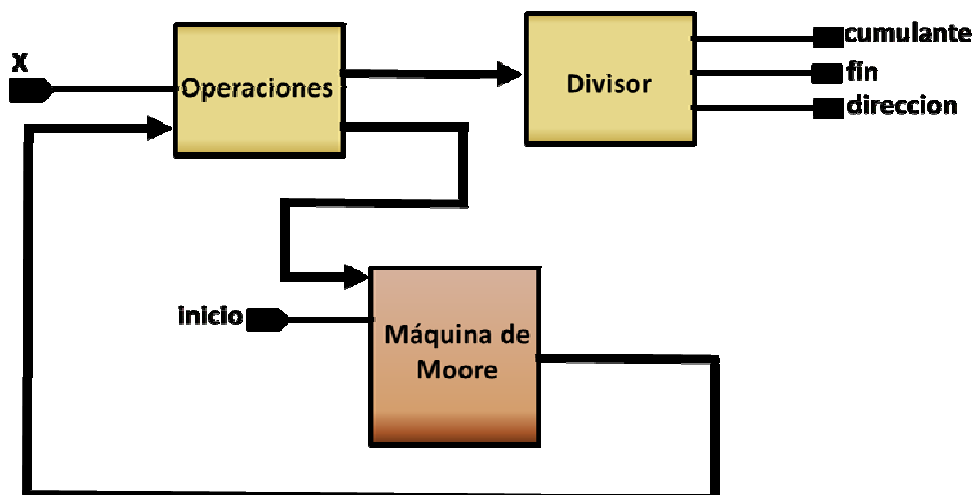 X
Operaciones
Divisor
cumulante
fin
direccion
inicio
Máquina de
Moore